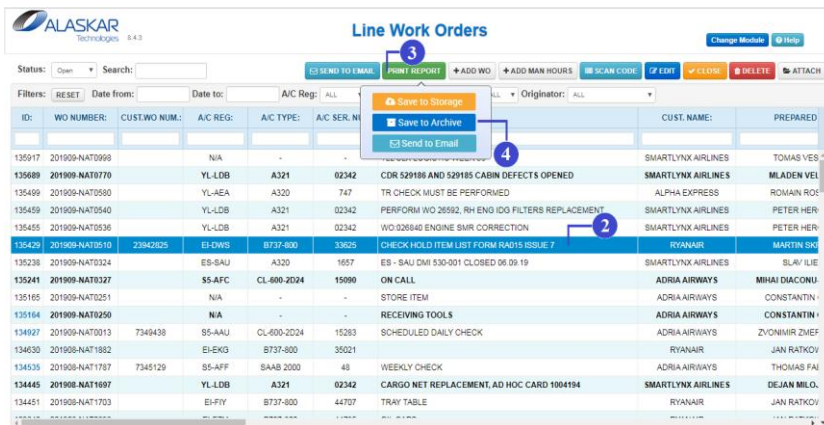 ALASKAR
Technologies 8.4.3
Line Work Orders
Change Module Help
3
Status: Open Search: SEND TO EMAIL PRINT REPORT +ADD WO +ADD MAN HOURS SCAN CODE EDIT CLOSE DELETE ATTACH
Filters: RESET Date from: Date to: A/C Reg: ALL ALL Originator: ALL
Save to Storage
Save to Archive
Send to Email
4
ID: WO NUMBER: CUST.WO NUM.: A/C REG: A/C TYPE: A/C SER. NU CUST. NAME: PREPARED
135917 201909-NAT0998 N/A - - SMARTLYNX AIRLINES TOMAS VES
135689 201909-NAT0770 YL-LDB A321 02342 CDR 529186 AND 529185 CABIN DEFECTS OPENED SMARTLYNX AIRLINES MLADEN VEL
135499 201909-NAT0580 YL-AEA A320 747 TR CHECK MUST BE PERFORMED ALPHA EXPRESS ROMAIN ROS
135459 201909-NAT0540 YL-LDB A321 02342 PERFORM WO 26592, RH ENG IDG FILTERS REPLACEMENT SMARTLYNX AIRLINES PETER HER
135455 201909-NAT0536 YL-LDB A321 02342 WO:026840 ENGINE SMR CORRECTION SMARTLYNX AIRLINES PETER HER
2
135429 201909-NAT0510 23942825 EI-DWS B737-800 33625 CHECK HOLD ITEM LIST FORM RA015 ISSUE 7 RYANAIR MARTIN SKF
135238 201909-NAT0324 ES-SAU A320 1657 ES - SAU DMI 530-001 CLOSED 06.09.19 SMARTLYNX AIRLINES SLAV ILIE
135241 201909-NAT0327 S5-AFC CL-600-2D24 15090 ON CALL ADRIA AIRWAYS MIHAI DIACONU
135165 201909-NAT0251 N/A - - STORE ITEM ADRIA AIRWAYS CONSTANTIN
135164 201909-NAT0250 N/A - - RECEIVING TOOLS ADRIA AIRWAYS CONSTANTIN
134927 201909-NAT0013 7349438 S5-AAU CL-600-2D24 15283 SCHEDULED DAILY CHECK ADRIA AIRWAYS ZVONIMIR ZMEF
134630 201908-NAT1882 EI-EKG B737-800 35021 RYANAIR JAN RATKOV
134535 201908-NAT1787 7345129 S5-AFF SAAB 2000 48 WEEKLY CHECK ADRIA AIRWAYS THOMAS FAI
134445 201908-NAT1697 YL-LDB A321 02342 CARGO NET REPLACEMENT, AD HOC CARD 1004194 SMARTLYNX AIRLINES DEJAN MILO.
134451 201908-NAT1703 EI-FIY B737-800 44707 TRAY TABLE RYANAIR JAN RATKOV